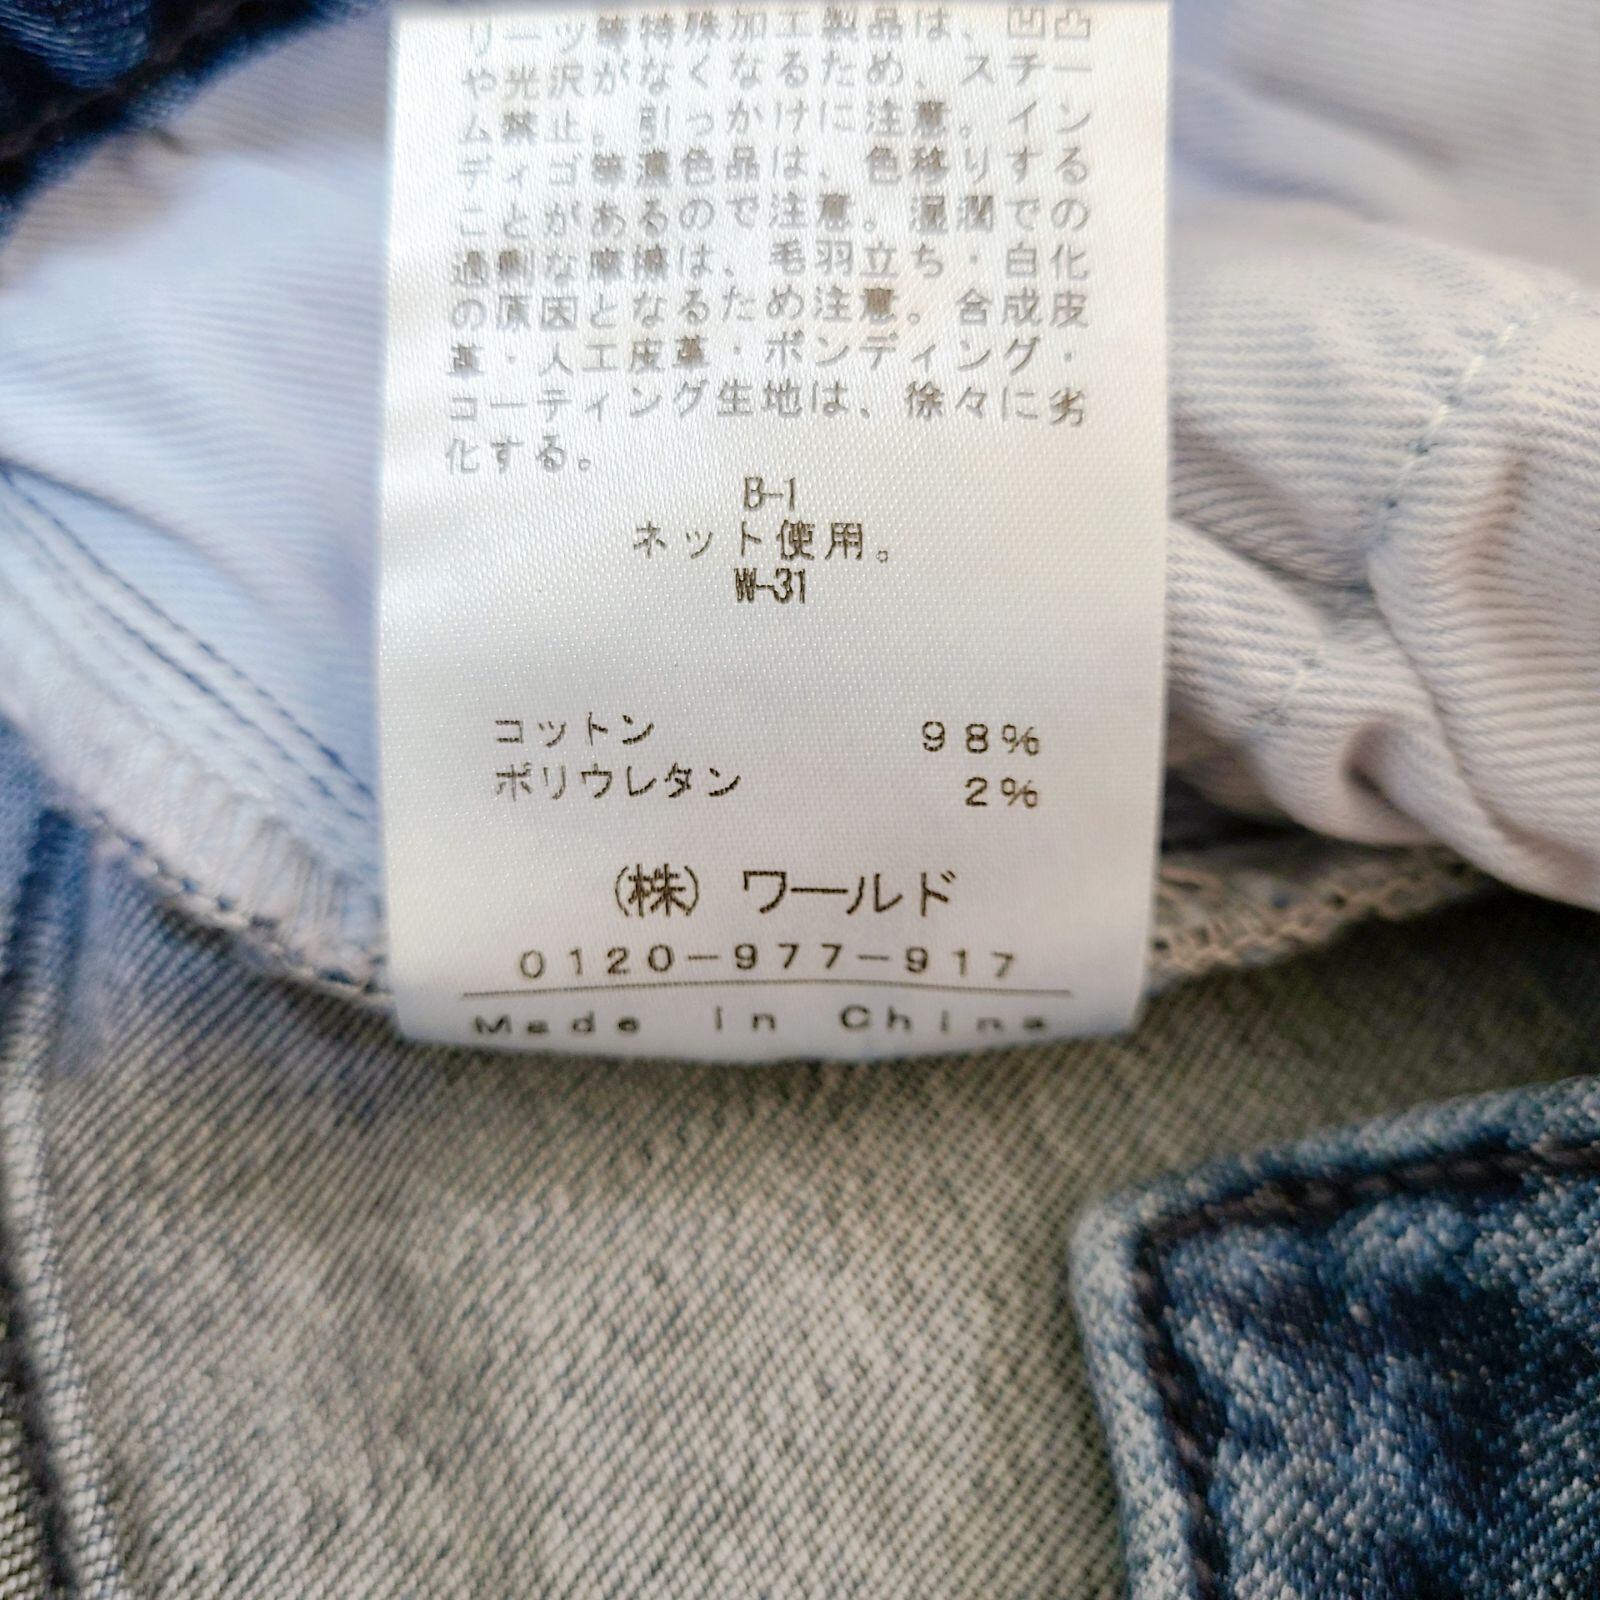 リーツ等特殊加工製品は、凹凸
や光沢がなくなるため、スチー
ム禁止。引っかけに注意。イン
ディゴ等濃色品は、色移りする
ことがあるので注意。湿潤での
過剰な摩擦は、毛羽立ち・白化
の原因となるため注意。合成皮
革・人工皮革・ボンディング・
コーティング生地は、徐々に劣
化する。
B-1
ネット使用。
W-31
コットン 98%
ポリウレタン 2%
(株) ワールド
0120-977-917
Made in China